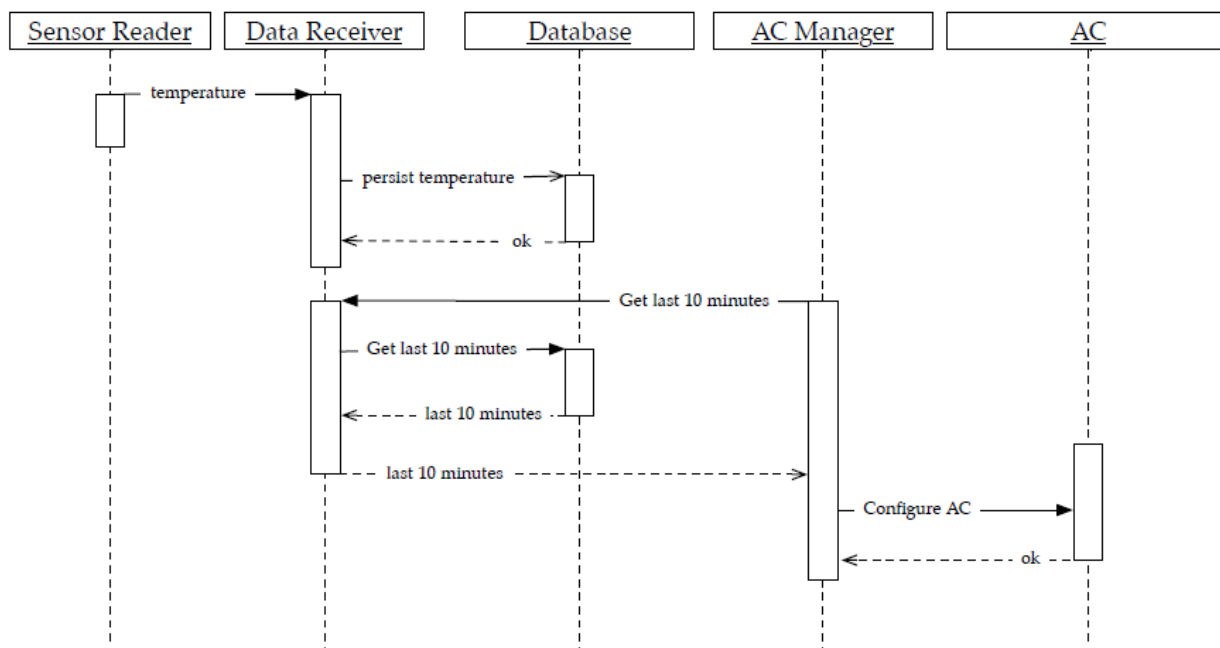 Sensor Reader
Data Receiver
Database
AC Manager
AC
temperature
persist temperature
ok
Get last 10 minutes
Get last 10 minutes
last 10 minutes
last 10 minutes
Configure AC
ok